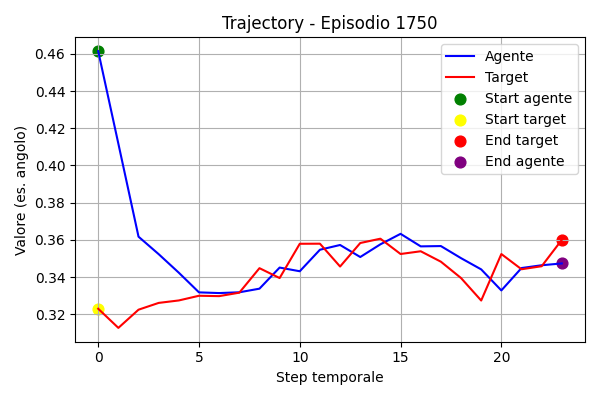 Trajectory - Episodio 1750
Valore (es. angolo)
0.46
0.44
0.42
0.40
0.38
0.36
0.34
0.32
Agente
Target
Start agente
Start target
End target
End agente
0 5 10 15 20
Step temporale